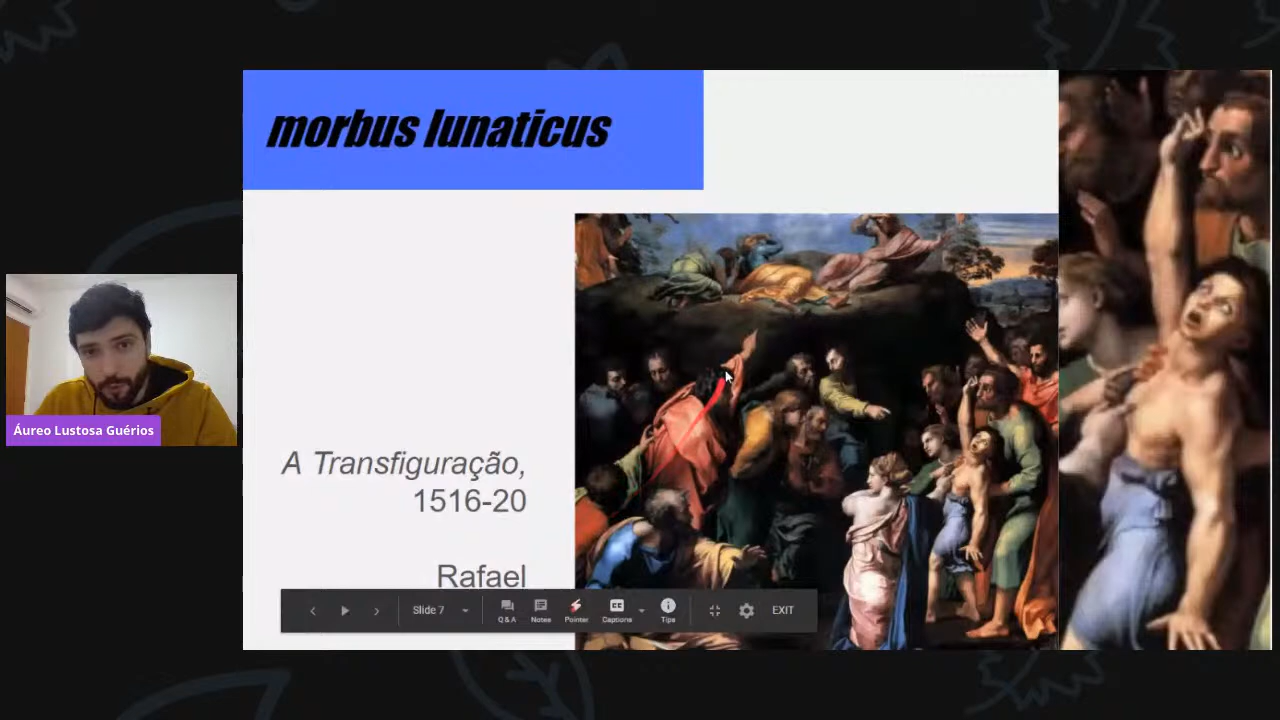 morbus lunaticus
A Transfiguração,
1516-20
Rafael
Áureo Lustosa Guérios
Slide 7
Q & A
Notes
Pointer
Captions
Tips
EXIT